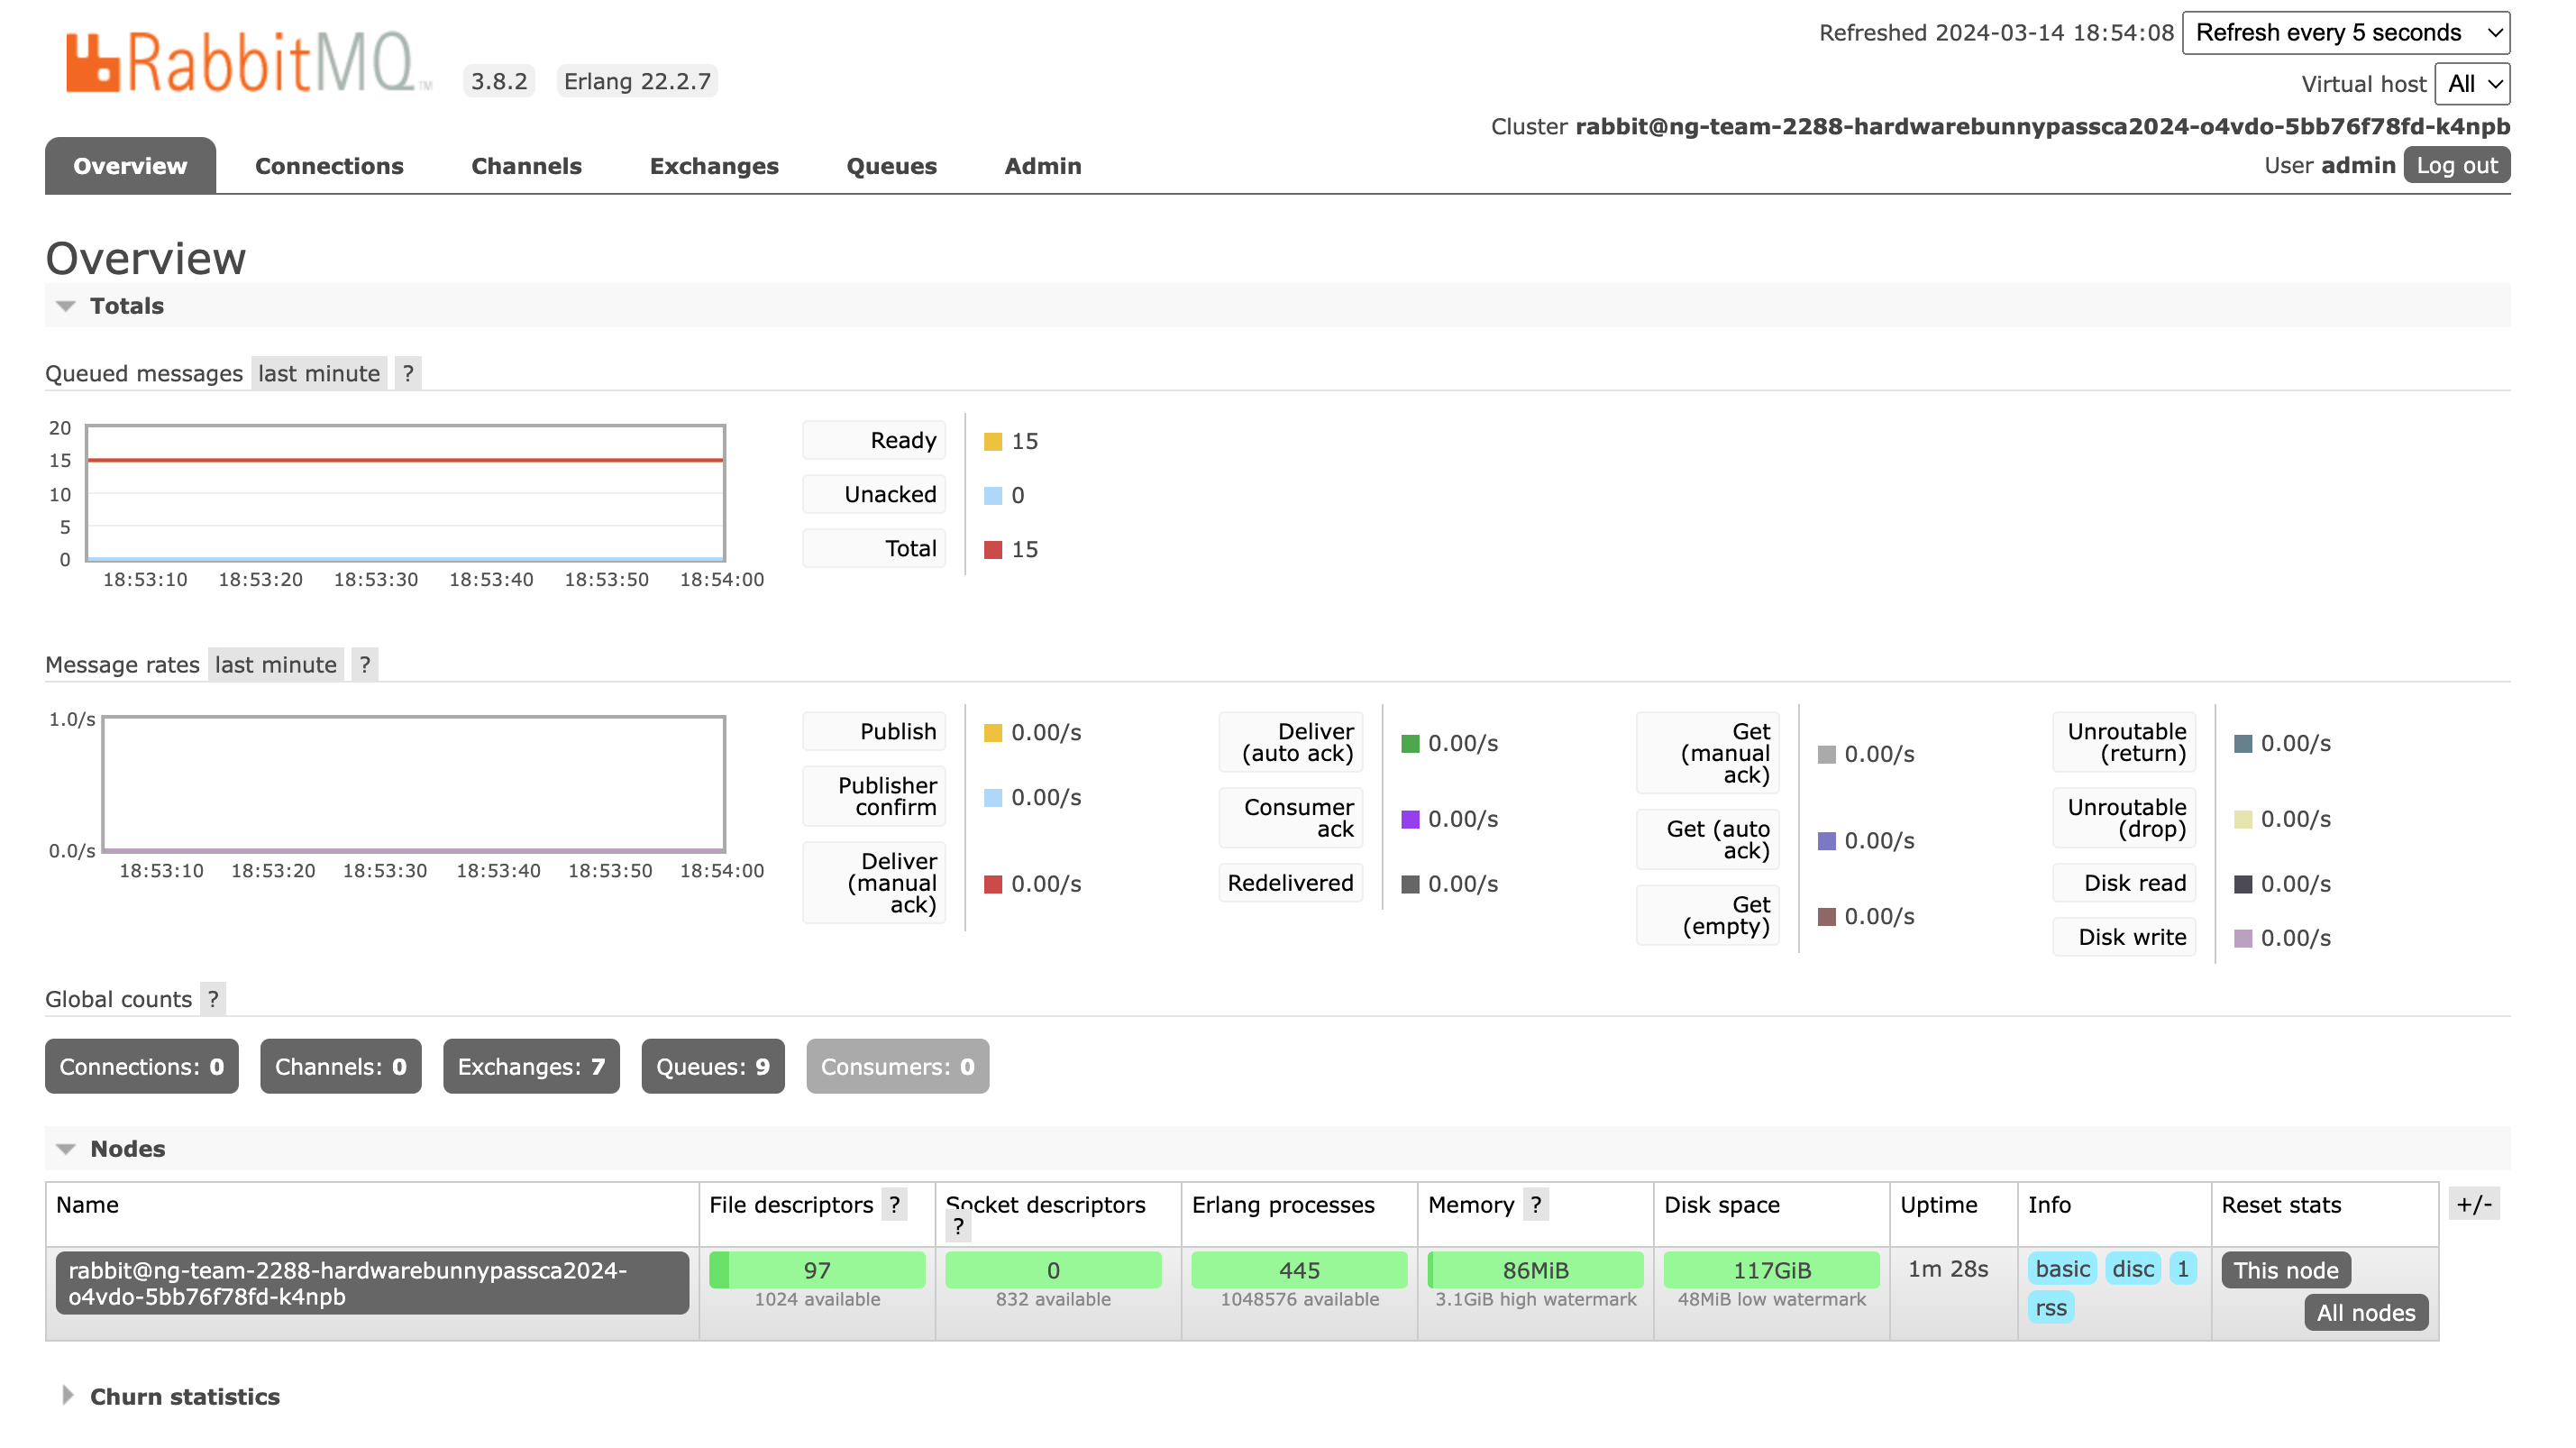 RabbitMQ™ 3.8.2 Erlang 22.2.7
Refreshed 2024-03-14 18:54:08 Refresh every 5 seconds
Virtual host All
Cluster rabbit@ng-team-2288-hardwarebunnypassca2024-o4vdo-5bb76f78fd-k4npb
User admin Log out
Overview Connections Channels Exchanges Queues Admin
Overview
Totals
Queued messages last minute ?
20
15
10
5
0
18:53:10 18:53:20 18:53:30 18:53:40 18:53:50 18:54:00
Ready 15
Unacked 0
Total 15
Message rates last minute ?
1.0/s
0.0/s
18:53:10 18:53:20 18:53:30 18:53:40 18:53:50 18:54:00
Publish 0.00/s
Publisher
confirm 0.00/s
Deliver
(manual
ack) 0.00/s
Deliver
(auto ack) 0.00/s
Consumer
ack 0.00/s
Redelivered 0.00/s
Get
(manual
ack) 0.00/s
Get (auto
ack) 0.00/s
Get
(empty) 0.00/s
Unroutable
(return) 0.00/s
Unroutable
(drop) 0.00/s
Disk read 0.00/s
Disk write 0.00/s
Global counts ?
Connections: 0 Channels: 0 Exchanges: 7 Queues: 9 Consumers: 0
Nodes
Name File descriptors ? Socket descriptors ? Erlang processes Memory ? Disk space Uptime Info Reset stats +/-
rabbit@ng-team-2288-hardwarebunnypassca2024-
o4vdo-5bb76f78fd-k4npb
97
1024 available
0
832 available
445
1048576 available
86MiB
3.1GiB high watermark
117GiB
48MiB low watermark
1m 28s
basic disc 1
rss
This node
All nodes
Churn statistics